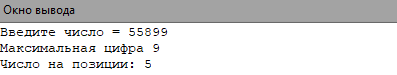 Окно вывода
Введите число = 55899
Максимальная цифра 9
Число на позиции: 5